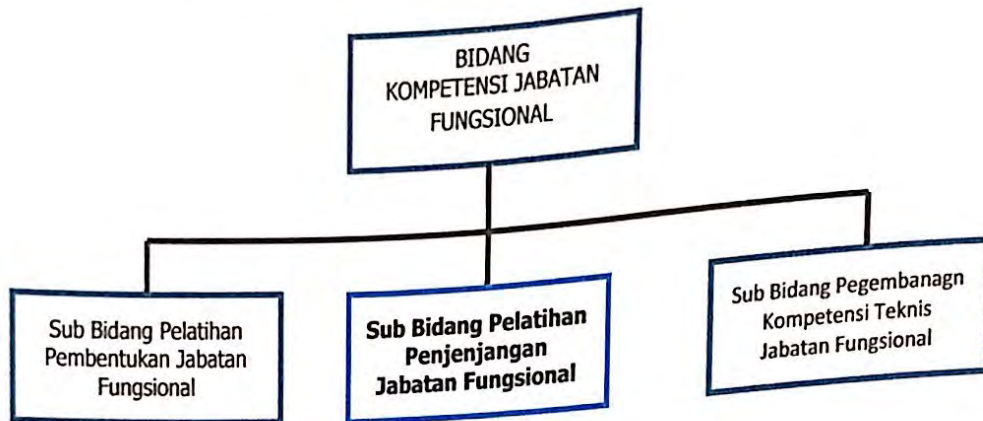 BIDANG
KOMPETENSI JABATAN
FUNGSIONAL
Sub Bidang Pelatihan
Pembentukan Jabatan
Fungsional
Sub Bidang Pelatihan
Penjenjangan
Jabatan Fungsional
Sub Bidang Pegembanagn
Kompetensi Teknis
Jabatan Fungsional